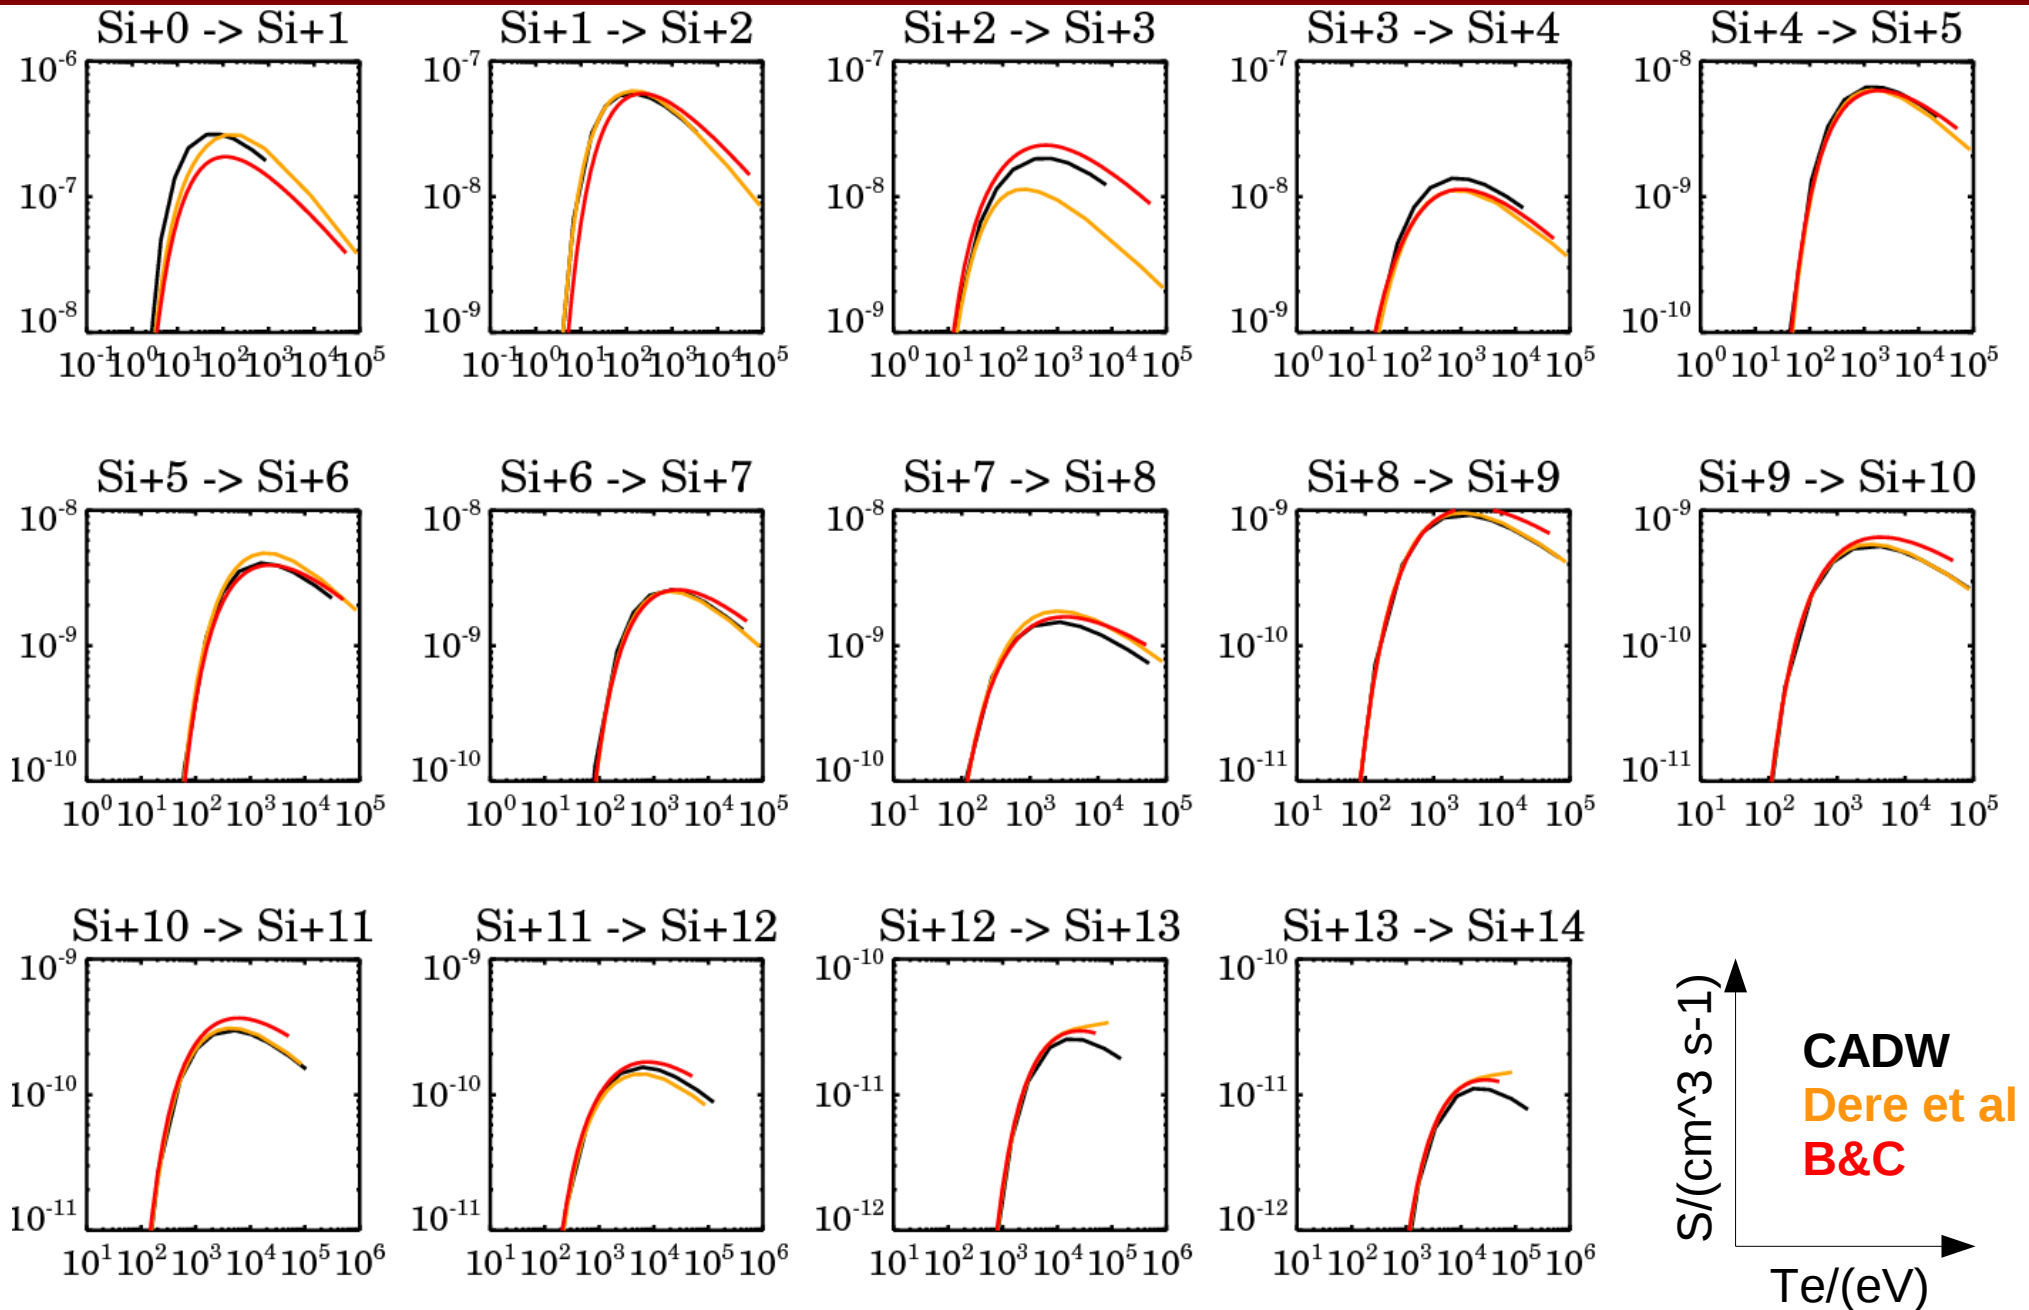 Si+0 -> Si+1 Si+1 -> Si+2 Si+2 -> Si+3 Si+3 -> Si+4 Si+4 -> Si+5
10^-6 10^-7 10^-7 10^-7 10^-8
10^-7 10^-8 10^-8 10^-8 10^-9
10^-8 10^-9 10^-9 10^-9 10^-10
10^-1 10^0 10^1 10^2 10^3 10^4 10^5 10^-1 10^0 10^1 10^2 10^3 10^4 10^5 10^0 10^1 10^2 10^3 10^4 10^5 10^0 10^1 10^2 10^3 10^4 10^5 10^0 10^1 10^2 10^3 10^4 10^5
Si+5 -> Si+6 Si+6 -> Si+7 Si+7 -> Si+8 Si+8 -> Si+9 Si+9 -> Si+10
10^-8 10^-8 10^-8 10^-9 10^-9
10^-9 10^-9 10^-9 10^-10 10^-10
10^-10 10^-10 10^-10 10^-11 10^-11
10^0 10^1 10^2 10^3 10^4 10^5 10^0 10^1 10^2 10^3 10^4 10^5 10^1 10^2 10^3 10^4 10^5 10^1 10^2 10^3 10^4 10^5 10^1 10^2 10^3 10^4 10^5
Si+10 -> Si+11 Si+11 -> Si+12 Si+12 -> Si+13 Si+13 -> Si+14
10^-9 10^-9 10^-10 10^-10
10^-10 10^-10 10^-11 10^-11
10^-11 10^-11 10^-12 10^-12
10^1 10^2 10^3 10^4 10^5 10^6 10^1 10^2 10^3 10^4 10^5 10^6 10^1 10^2 10^3 10^4 10^5 10^6 10^1 10^2 10^3 10^4 10^5 10^6
S/(cm^3 s-1)
CADW
Dere et al
B&C
Te/(eV)